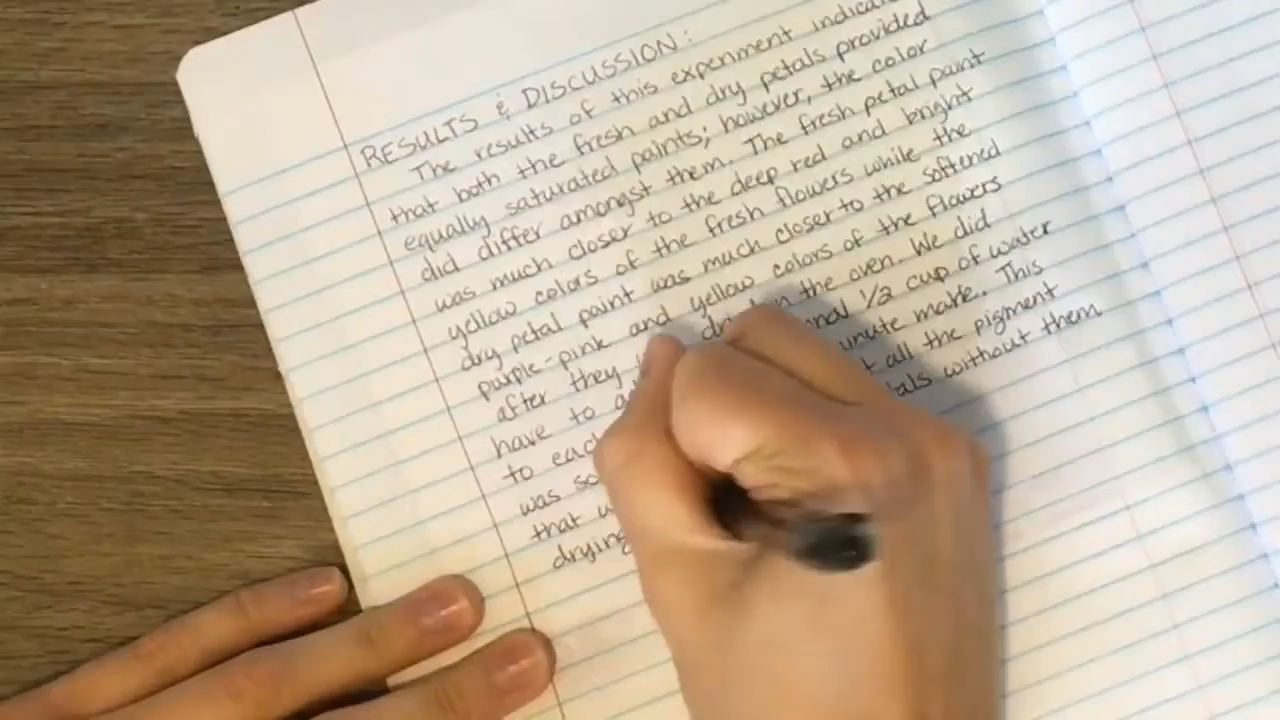 RESULTS & DISCUSSION:
The results of this experiment
that both the fresh and dry petals provided
equally saturated paints; however, the color
did differ amongst them. The fresh petal paint
was much closer to the deep red and bright
yellow colors of the fresh flowers while the
dry petal paint was much closer to the softened
purple-pink and yellow colors of the flowers
after they the oven. We did
have to 1/2 cup of water
to each mark. This
was all the pigment
that without them
drying